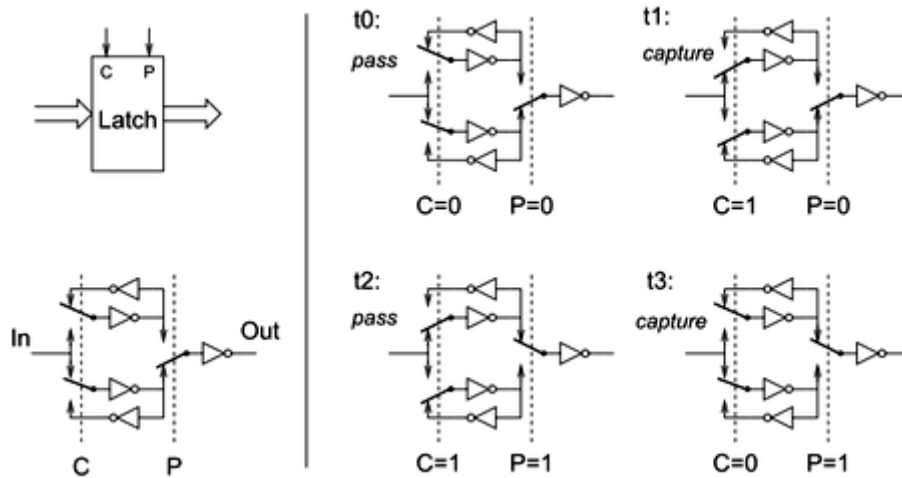 C P
Latch
In
Out
C P
t0:
pass
C=0 P=0
t1:
capture
C=1 P=0
t2:
pass
C=1 P=1
t3:
capture
C=0 P=1